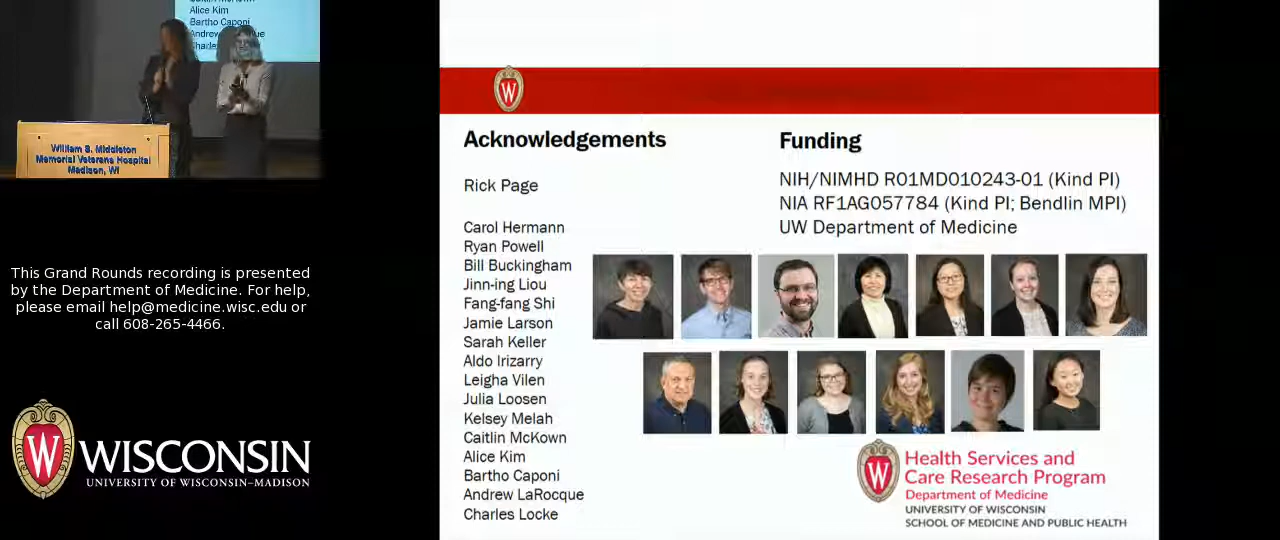 Alice Kim
Bartho Caponi
Andrew
Charles
William S. Middleton
Memorial Veterans Hospital
Madison, WI
This Grand Rounds recording is presented
by the Department of Medicine. For help,
please email help@medicine.wisc.edu or
call 608-265-4466.
W
WISCONSIN
UNIVERSITY OF WISCONSIN–MADISON
W
Acknowledgements
Rick Page
Carol Hermann
Ryan Powell
Bill Buckingham
Jinn-ing Liou
Fang-fang Shi
Jamie Larson
Sarah Keller
Aldo Irizarry
Leigha Vilen
Julia Loosen
Kelsey Melah
Caitlin McKown
Alice Kim
Bartho Caponi
Andrew LaRocque
Charles Locke
Funding
NIH/NIMHD R01MD010243-01 (Kind PI)
NIA RF1AG057784 (Kind PI; Bendlin MPI)
UW Department of Medicine
W
Health Services and
Care Research Program
Department of Medicine
UNIVERSITY OF WISCONSIN
SCHOOL OF MEDICINE AND PUBLIC HEALTH